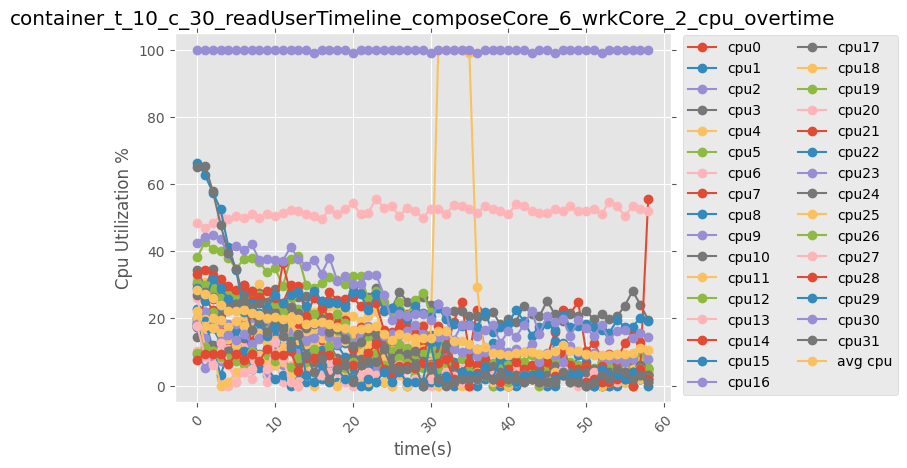 container_t_10_c_30_readUserTimeline_composeCore_6_wrkCore_2_cpu_overtime
100
80
60
40
20
0
Cpu Utilization %
0
10
20
30
40
50
60
time(s)
cpu0
cpu1
cpu2
cpu3
cpu4
cpu5
cpu6
cpu7
cpu8
cpu9
cpu10
cpu11
cpu12
cpu13
cpu14
cpu15
cpu16
cpu17
cpu18
cpu19
cpu20
cpu21
cpu22
cpu23
cpu24
cpu25
cpu26
cpu27
cpu28
cpu29
cpu30
cpu31
avg cpu